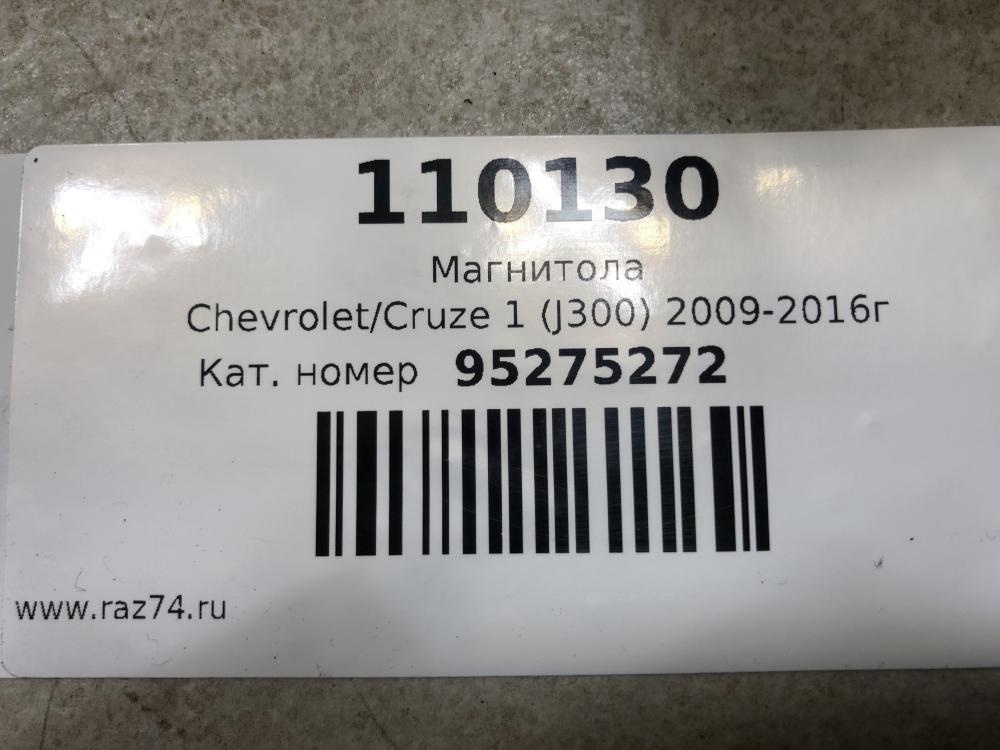 110130
Магнитола
Chevrolet/Cruze 1 (J300) 2009-2016г
Кат. номер 95275272
www.raz74.ru